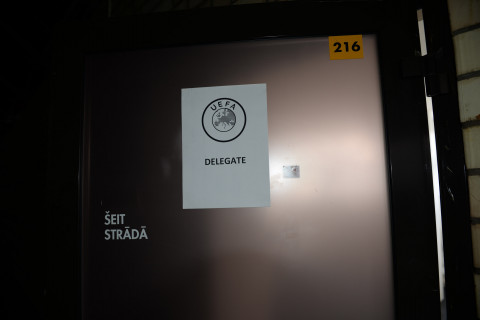 216
UEFA
DELEGATE
ŠEIT
STRĀDĀ